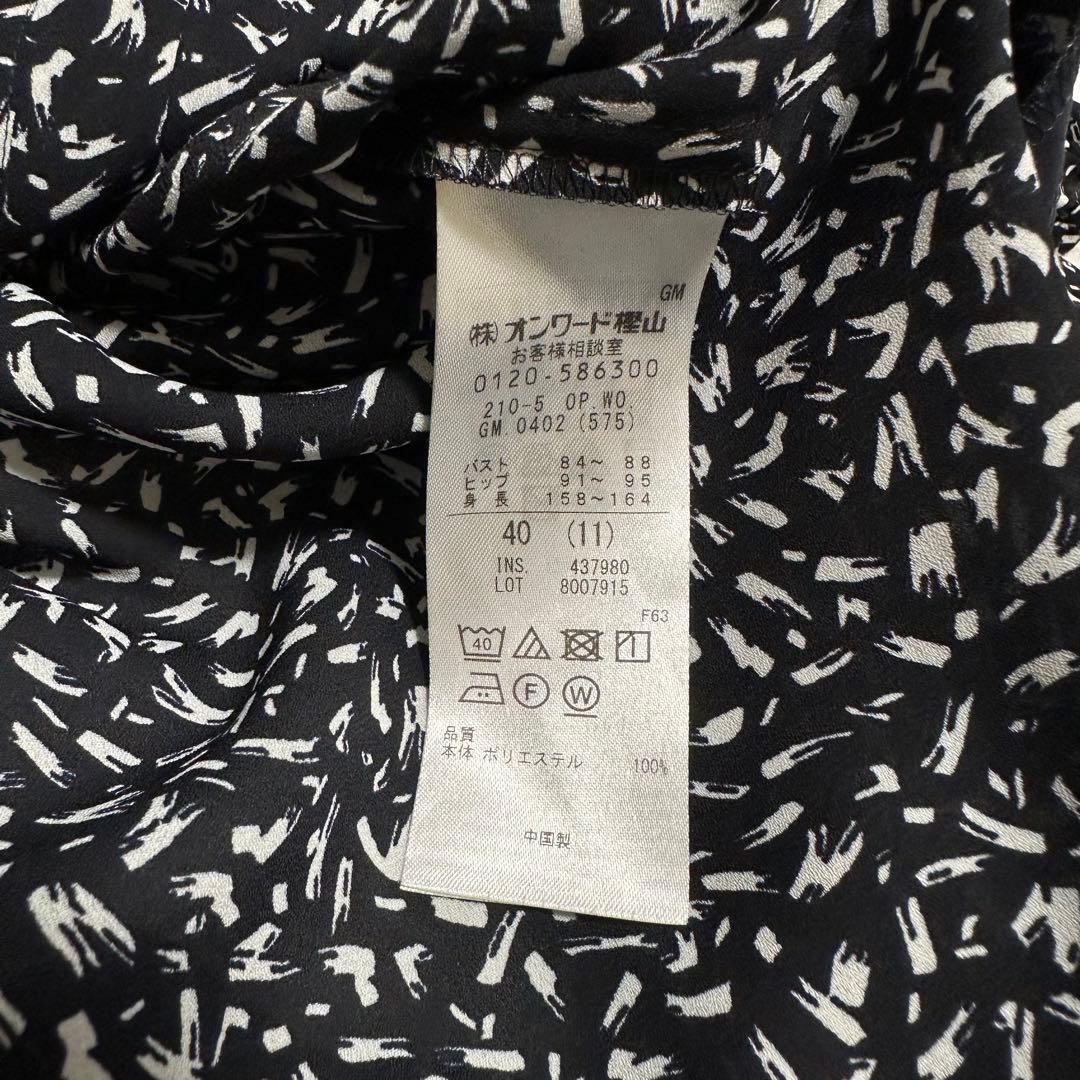 GM
(株)オンワード樫山
お客様相談室
0120-586300
210-5 OP.WO.
GM.0402(575)
バスト 84〜 88
ヒップ 91〜 95
身長 158〜164
40 (11)
INS. 437980
LOT 8007915
F63
40
F
W
品質
本体 ポリエステル 100%
中国製